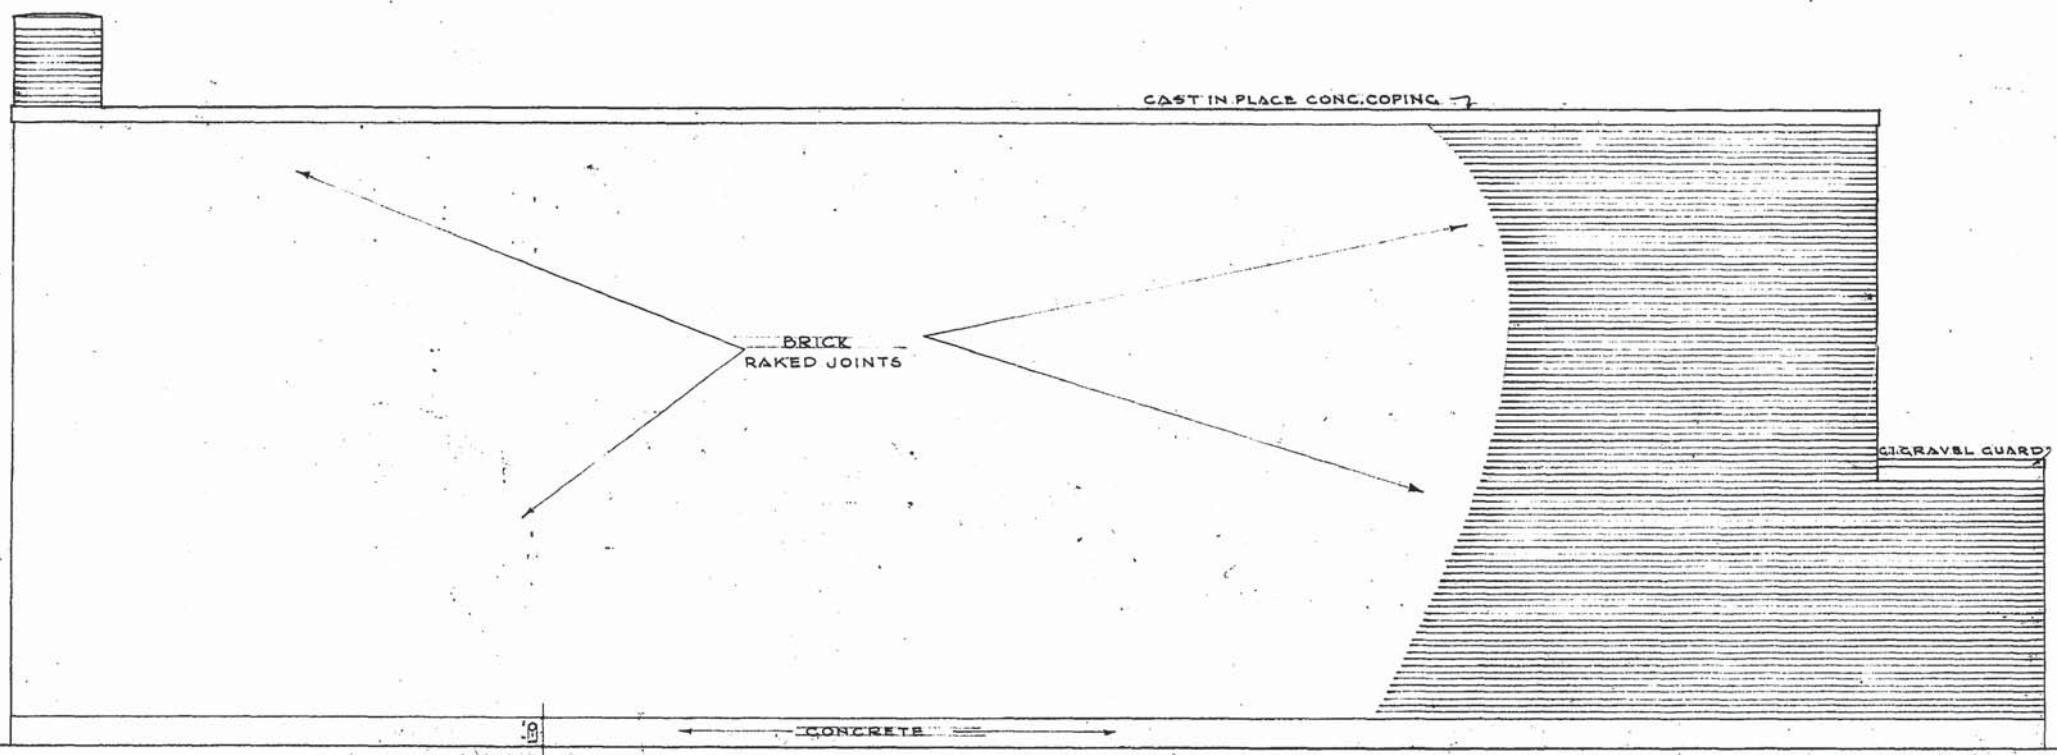 CAST IN PLACE CONC. COPING
BRICK
RAKED JOINTS
G.I. GRAVEL GUARD
CONCRETE